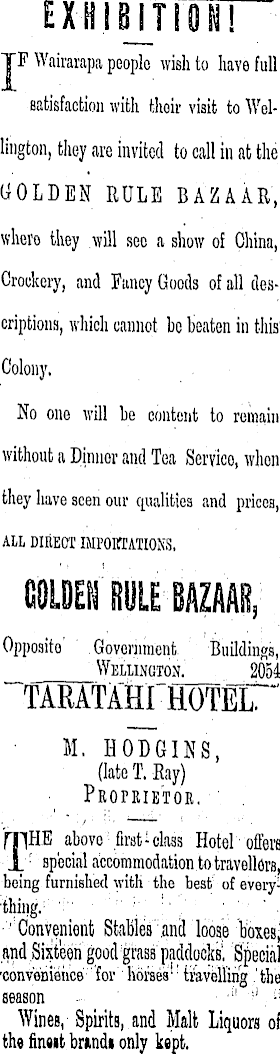 EXHIBITION!
IF Wairarapa people wish to have full
satisfaction with their visit to Wel-
lington, they are invited to call in at the
GOLDEN RULE BAZAAR,
where they will see a show of China,
Crockery, and Fancy Goods of all des-
criptions, which cannot be beaten in this
Colony.
No one will be content to remain
without a Dinner and Tea Service, when
they have seen our qualities and prices,
ALL DIRECT IMPORTATIONS.
GOLDEN RULE BAZAAR,
Opposite Government Buildings,
WELLINGTON. 2054
TARATAHI HOTEL.
M. HODGINS,
(late T. Ray)
PROPRIETOR.
THE above first-class Hotel offers
special accommodation to travellers,
being furnished with the best of every-
thing.
Convenient Stables and loose boxes,
and Sixteen good grass paddocks. Special
convenience for horses travelling the
season
Wines, Spirits, and Malt Liquors of
the finest brands only kept.